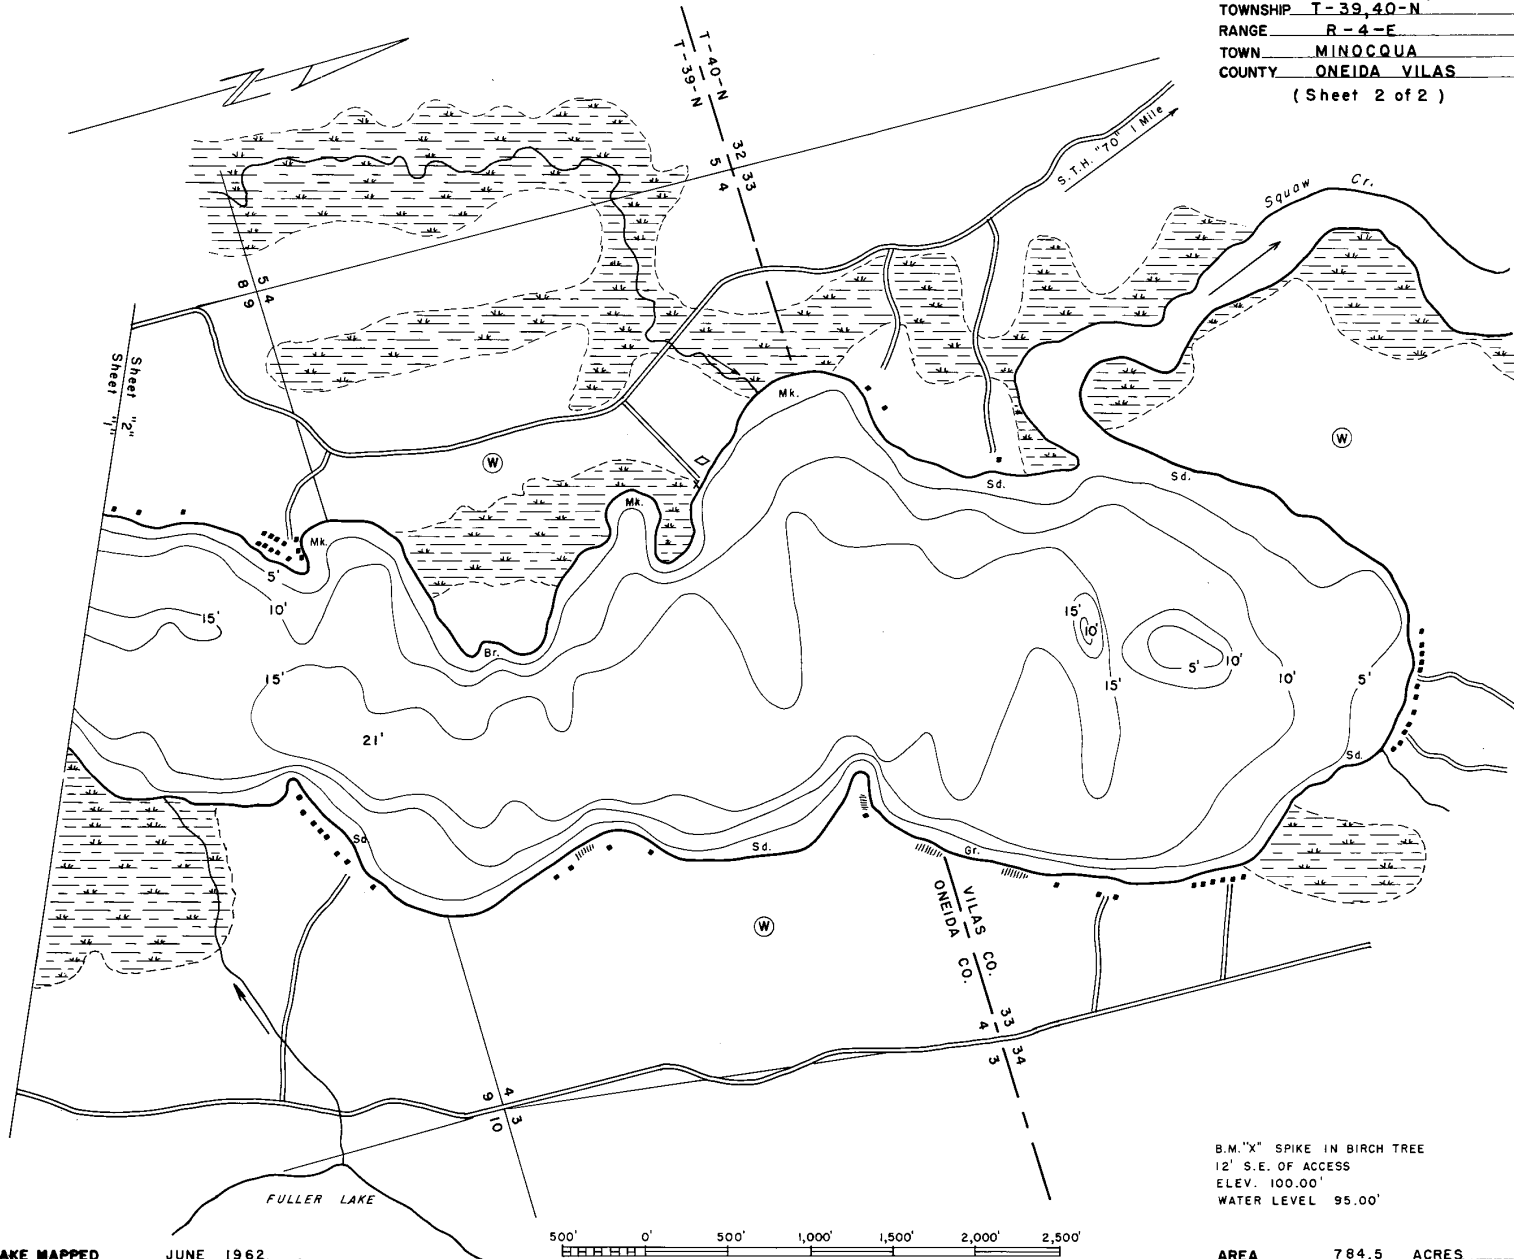 TOWNSHIP T-39,40-N
RANGE R-4-E
TOWN MINOCQUA
COUNTY ONEIDA VILAS
(Sheet 2 of 2)
T-40-N
T-39-N
32 33
5 4
S.T.H. "70" 1 Mile
Squaw Cr.
5 4
8 9
Sheet "2"
Sheet "1"
W
W
Mk.
Mk.
Mk.
Sd.
Sd.
5'
10'
15'
15'
21'
Br.
15'
10'
5'
10'
15'
10'
5'
Sd.
Sd.
Sd.
Gr.
W
VILAS CO.
ONEIDA CO.
33
4
34
3
4
9
3
10
FULLER LAKE
B.M. "X" SPIKE IN BIRCH TREE
12' S.E. OF ACCESS
ELEV. 100.00'
WATER LEVEL 95.00'
500' 0' 500' 1,000' 1,500' 2,000' 2,500'
AKE MAPPED JUNE 1962
AREA 784.5 ACRES